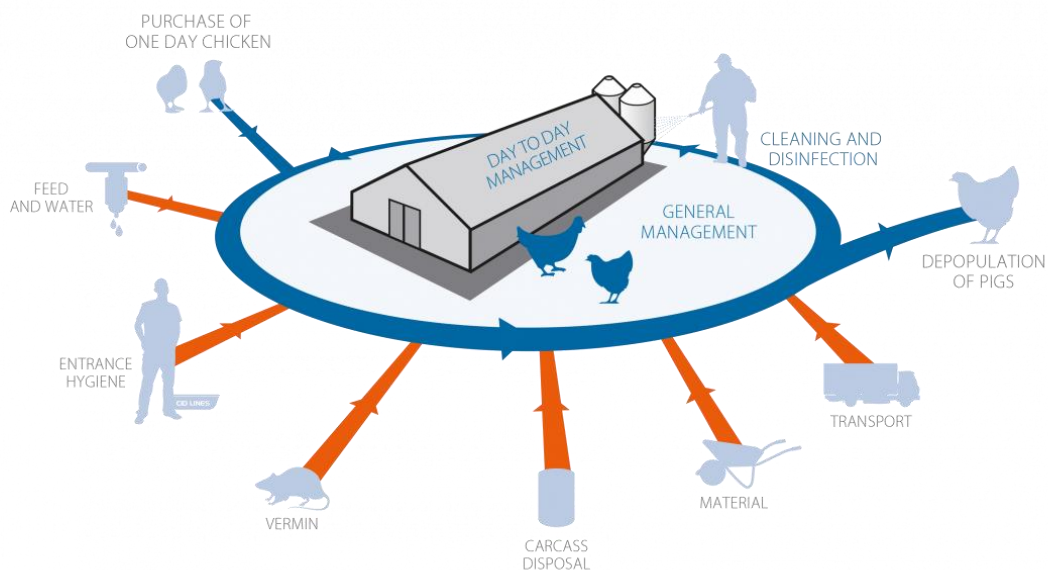 PURCHASE OF
ONE DAY CHICKEN
DAY TO DAY
MANAGEMENT
CLEANING AND
DISINFECTION
FEED
AND WATER
GENERAL
MANAGEMENT
DEPOPULATION
OF PIGS
ENTRANCE
HYGIENE
CID LINES
TRANSPORT
MATERIAL
VERMIN
CARCASS
DISPOSAL